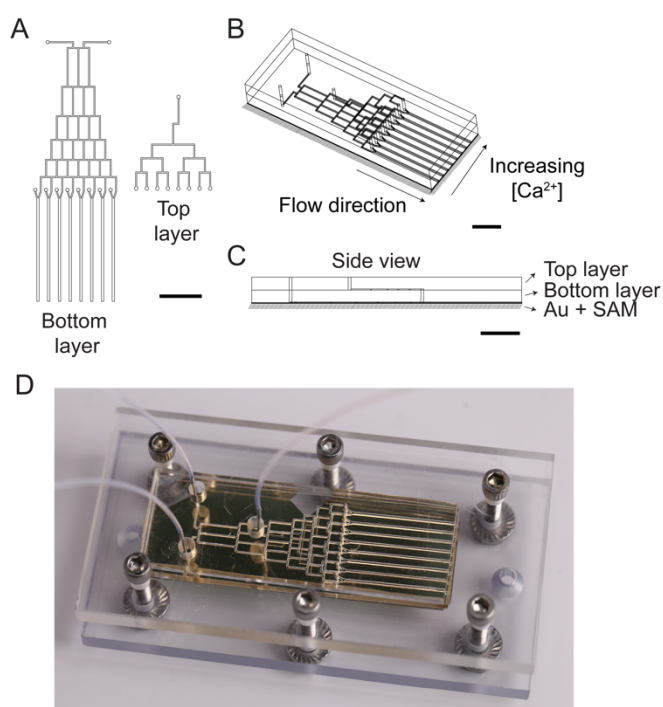 A
Top
layer
Bottom
layer
B
Flow direction
Increasing
[Ca²⁺]
C
Side view
Top layer
Bottom layer
Au + SAM
D